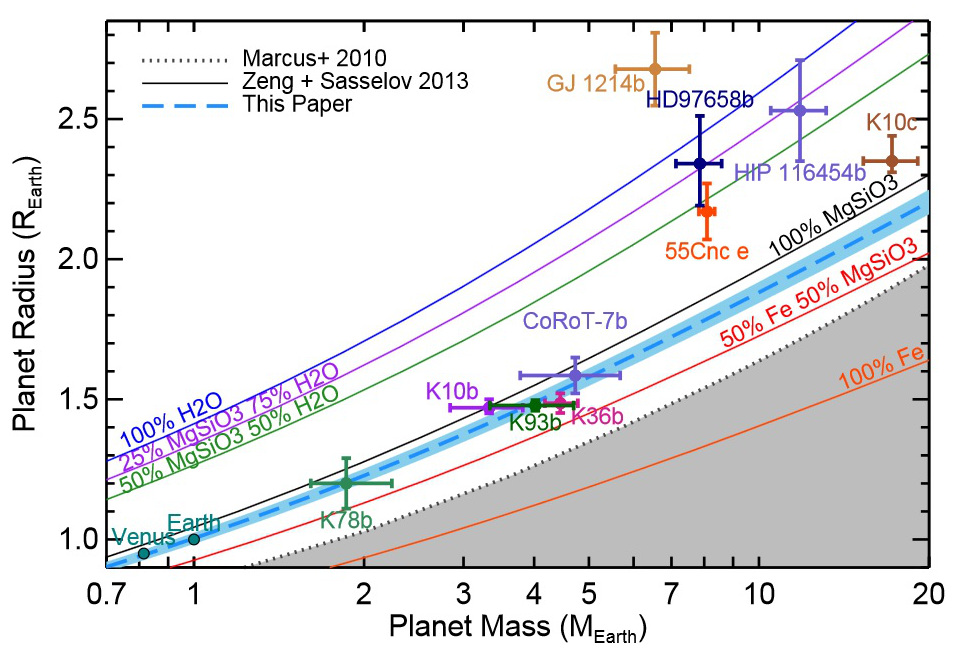 Marcus+ 2010
Zeng + Sasselov 2013
This Paper
GJ 1214b
HD97658b
K10c
HIP 116454b
55Cnc e
100% MgSiO3
50% Fe 50% MgSiO3
100% Fe
CoRoT-7b
K10b
K93b
K36b
K78b
Earth
Venus
100% H2O
25% MgSiO3 75% H2O
50% MgSiO3 50% H2O
2.5
2.0
1.5
1.0
Planet Radius (REarth)
0.7 1 2 3 4 5 7 10 20
Planet Mass (MEarth)